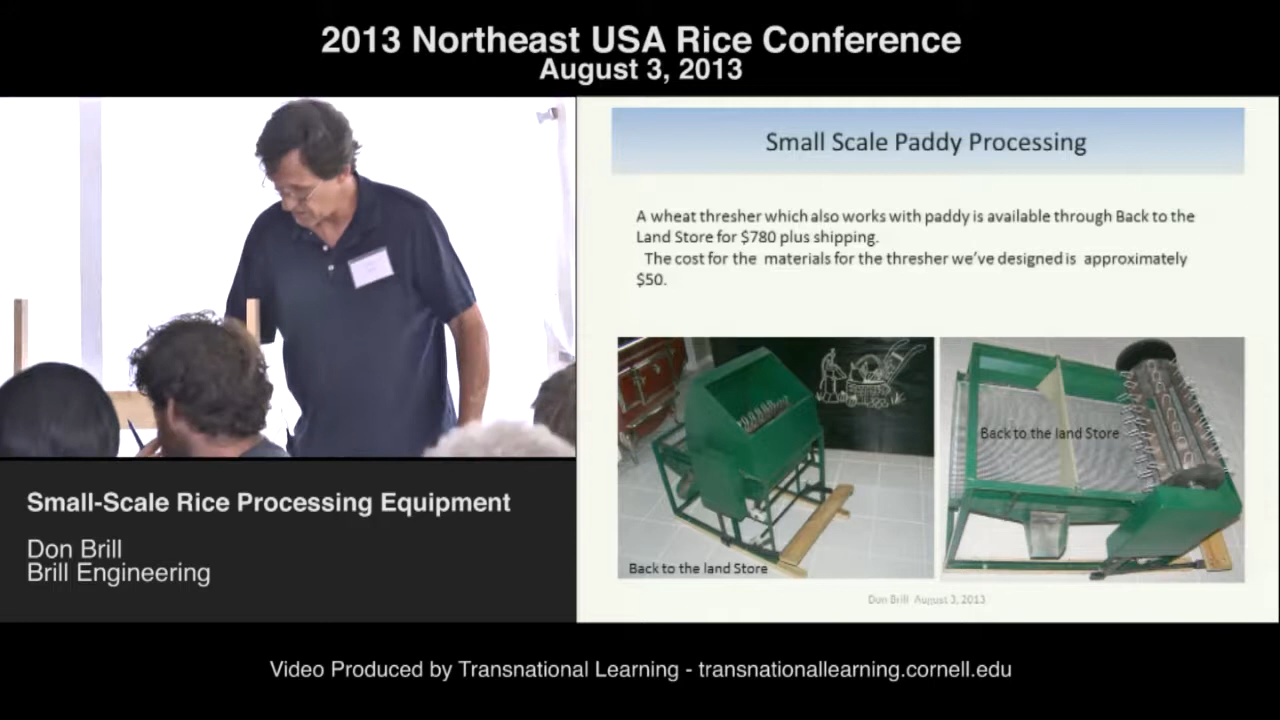 2013 Northeast USA Rice Conference
August 3, 2013
Small Scale Paddy Processing
A wheat thresher which also works with paddy is available through Back to the
Land Store for $780 plus shipping.
The cost for the materials for the thresher we've designed is approximately
$50.
Back to the land Store
Back to the land Store
Don Brill August 3, 2013
Small-Scale Rice Processing Equipment
Don Brill
Brill Engineering
Video Produced by Transnational Learning - transnationallearning.cornell.edu